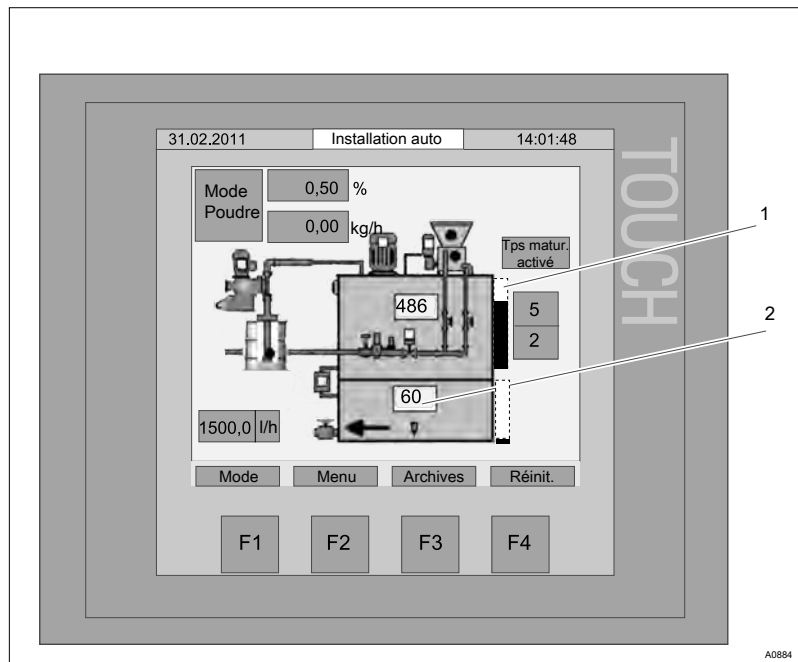 31.02.2011 Installation auto 14:01:48
Mode
Poudre
0,50 %
0,00 kg/h
Tps matur.
activé
1
486
5
2
2
60
1500,0 l/h
Mode Menu Archives Réinit.
F1 F2 F3 F4
TOUCH
A0884